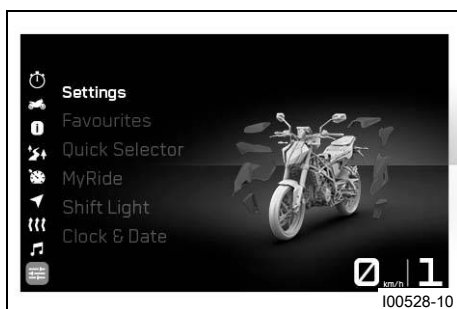 Settings
Favourites
Quick Selector
MyRide
Shift Light
Clock & Date
0 km/h 1
I00528-10